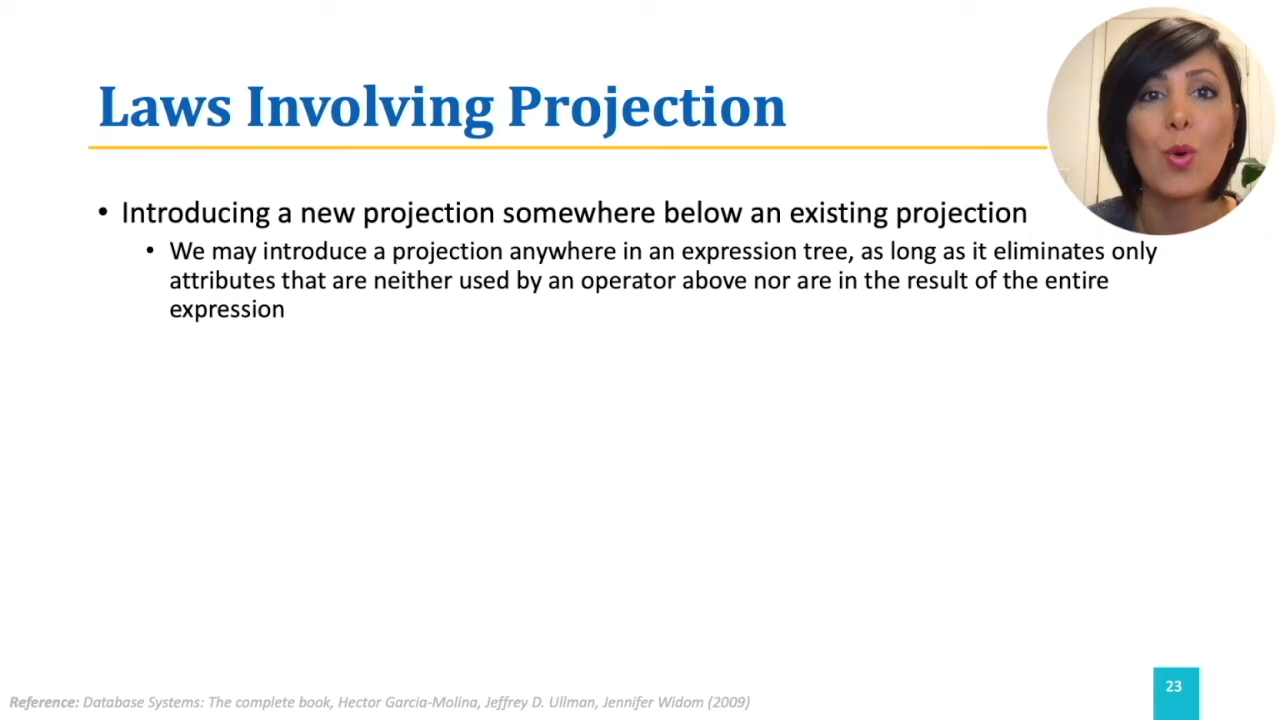 Laws Involving Projection
• Introducing a new projection somewhere below an existing projection
• We may introduce a projection anywhere in an expression tree, as long as it eliminates only
attributes that are neither used by an operator above nor are in the result of the entire
expression
Reference: Database Systems: The complete book, Hector Garcia-Molina, Jeffrey D. Ullman, Jennifer Widom (2009)
23